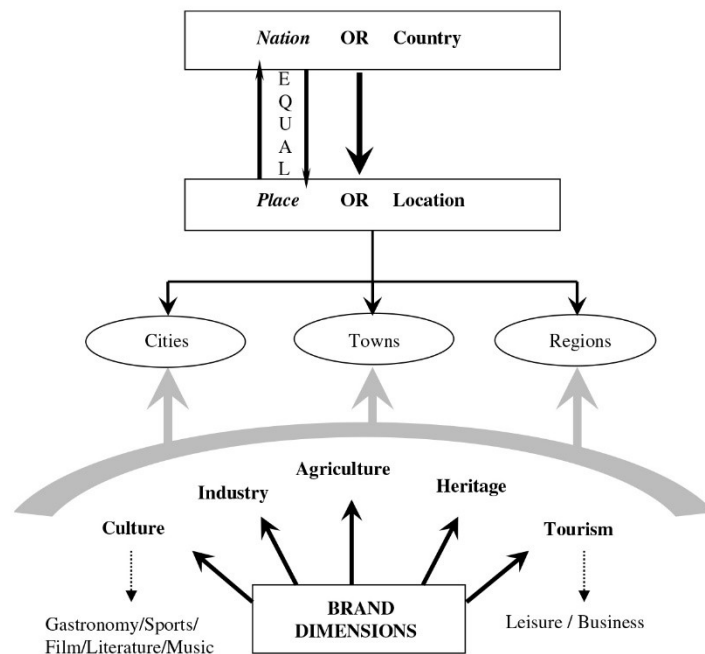 Nation OR Country
EQUAL
Place OR Location
Cities
Towns
Regions
Agriculture
Industry
Heritage
Culture
Tourism
BRAND
DIMENSIONS
Gastronomy/Sports/
Film/Literature/Music
Leisure / Business